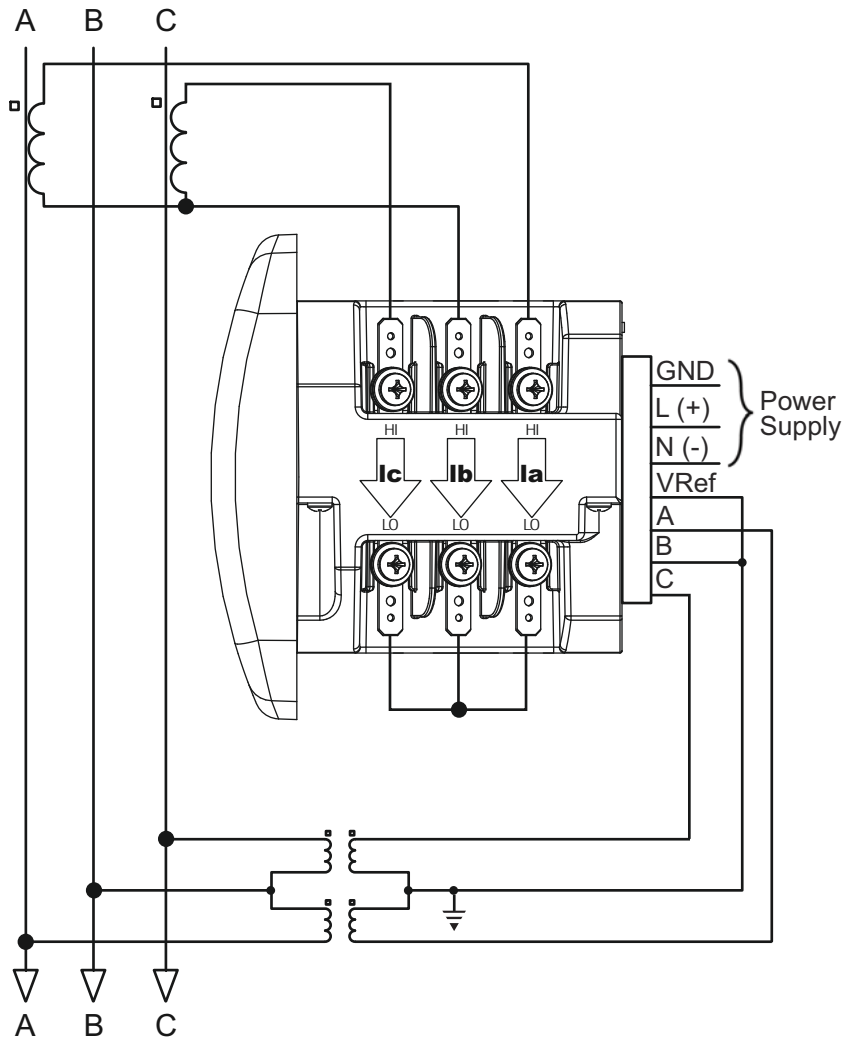 A B C
GND
L (+)
N (-)
Power
Supply
VRef
A
B
C
HI HI HI
Ic Ib Ia
LO LO LO
A B C